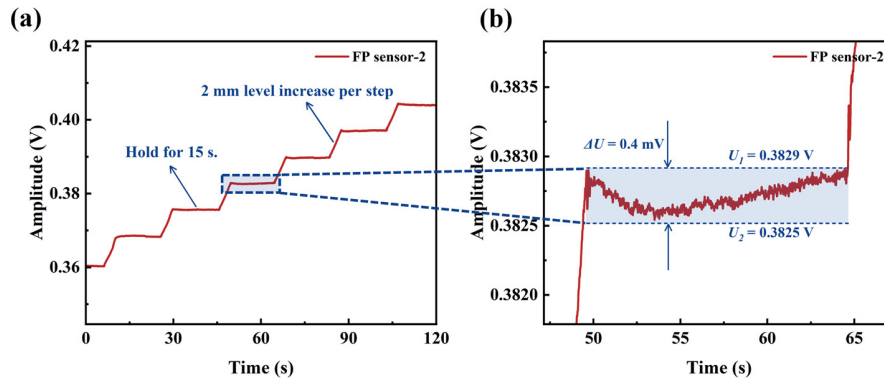 (a)
0.42
0.40
0.38
0.36
Amplitude (V)
FP sensor-2
2 mm level increase per step
Hold for 15 s.
0 30 60 90 120
Time (s)
(b)
0.3835
0.3830
0.3825
0.3820
Amplitude (V)
FP sensor-2
ΔU = 0.4 mV
U1 = 0.3829 V
U2 = 0.3825 V
50 55 60 65
Time (s)